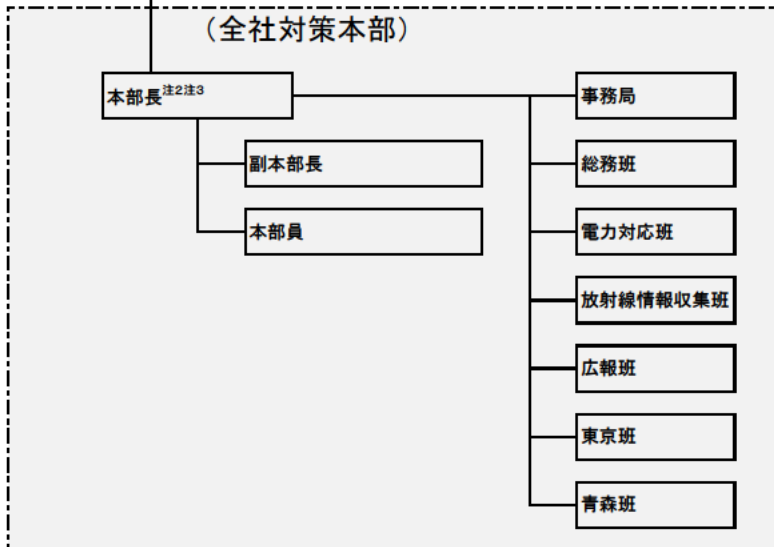 （全社対策本部）
本部長注2注3
事務局
副本部長
総務班
本部員
電力対応班
放射線情報収集班
広報班
東京班
青森班